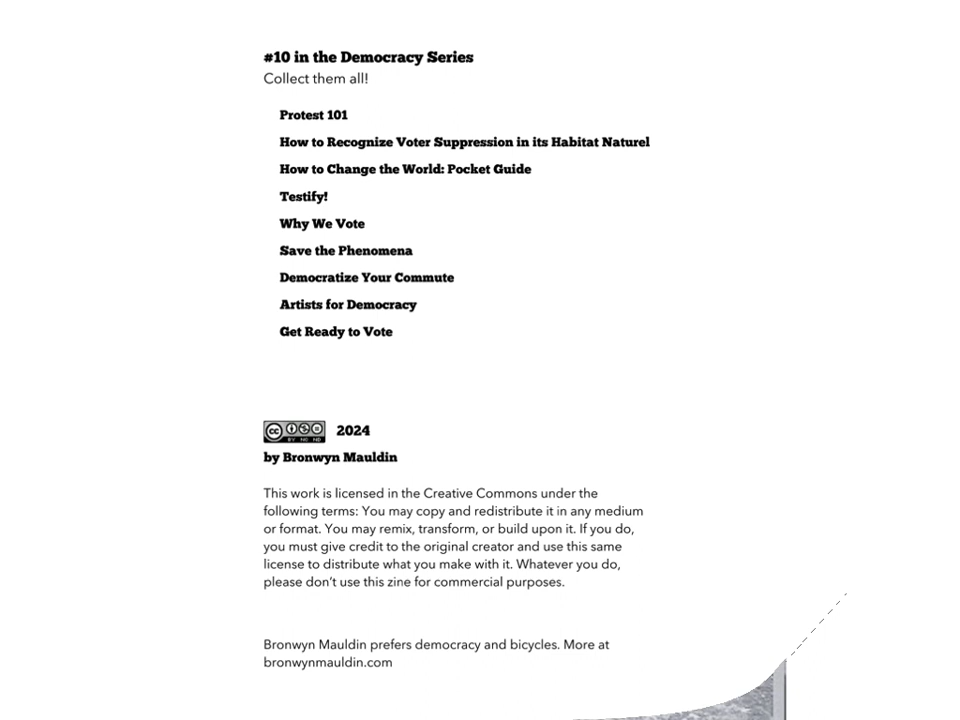 #10 in the Democracy Series
Collect them all!
Protest 101
How to Recognize Voter Suppression in its Habitat Naturel
How to Change the World: Pocket Guide
Testify!
Why We Vote
Save the Phenomena
Democratize Your Commute
Artists for Democracy
Get Ready to Vote
cc BY NC ND 2024
by Bronwyn Mauldin
This work is licensed in the Creative Commons under the
following terms: You may copy and redistribute it in any medium
or format. You may remix, transform, or build upon it. If you do,
you must give credit to the original creator and use this same
license to distribute what you make with it. Whatever you do,
please don’t use this zine for commercial purposes.
Bronwyn Mauldin prefers democracy and bicycles. More at
bronwynmauldin.com